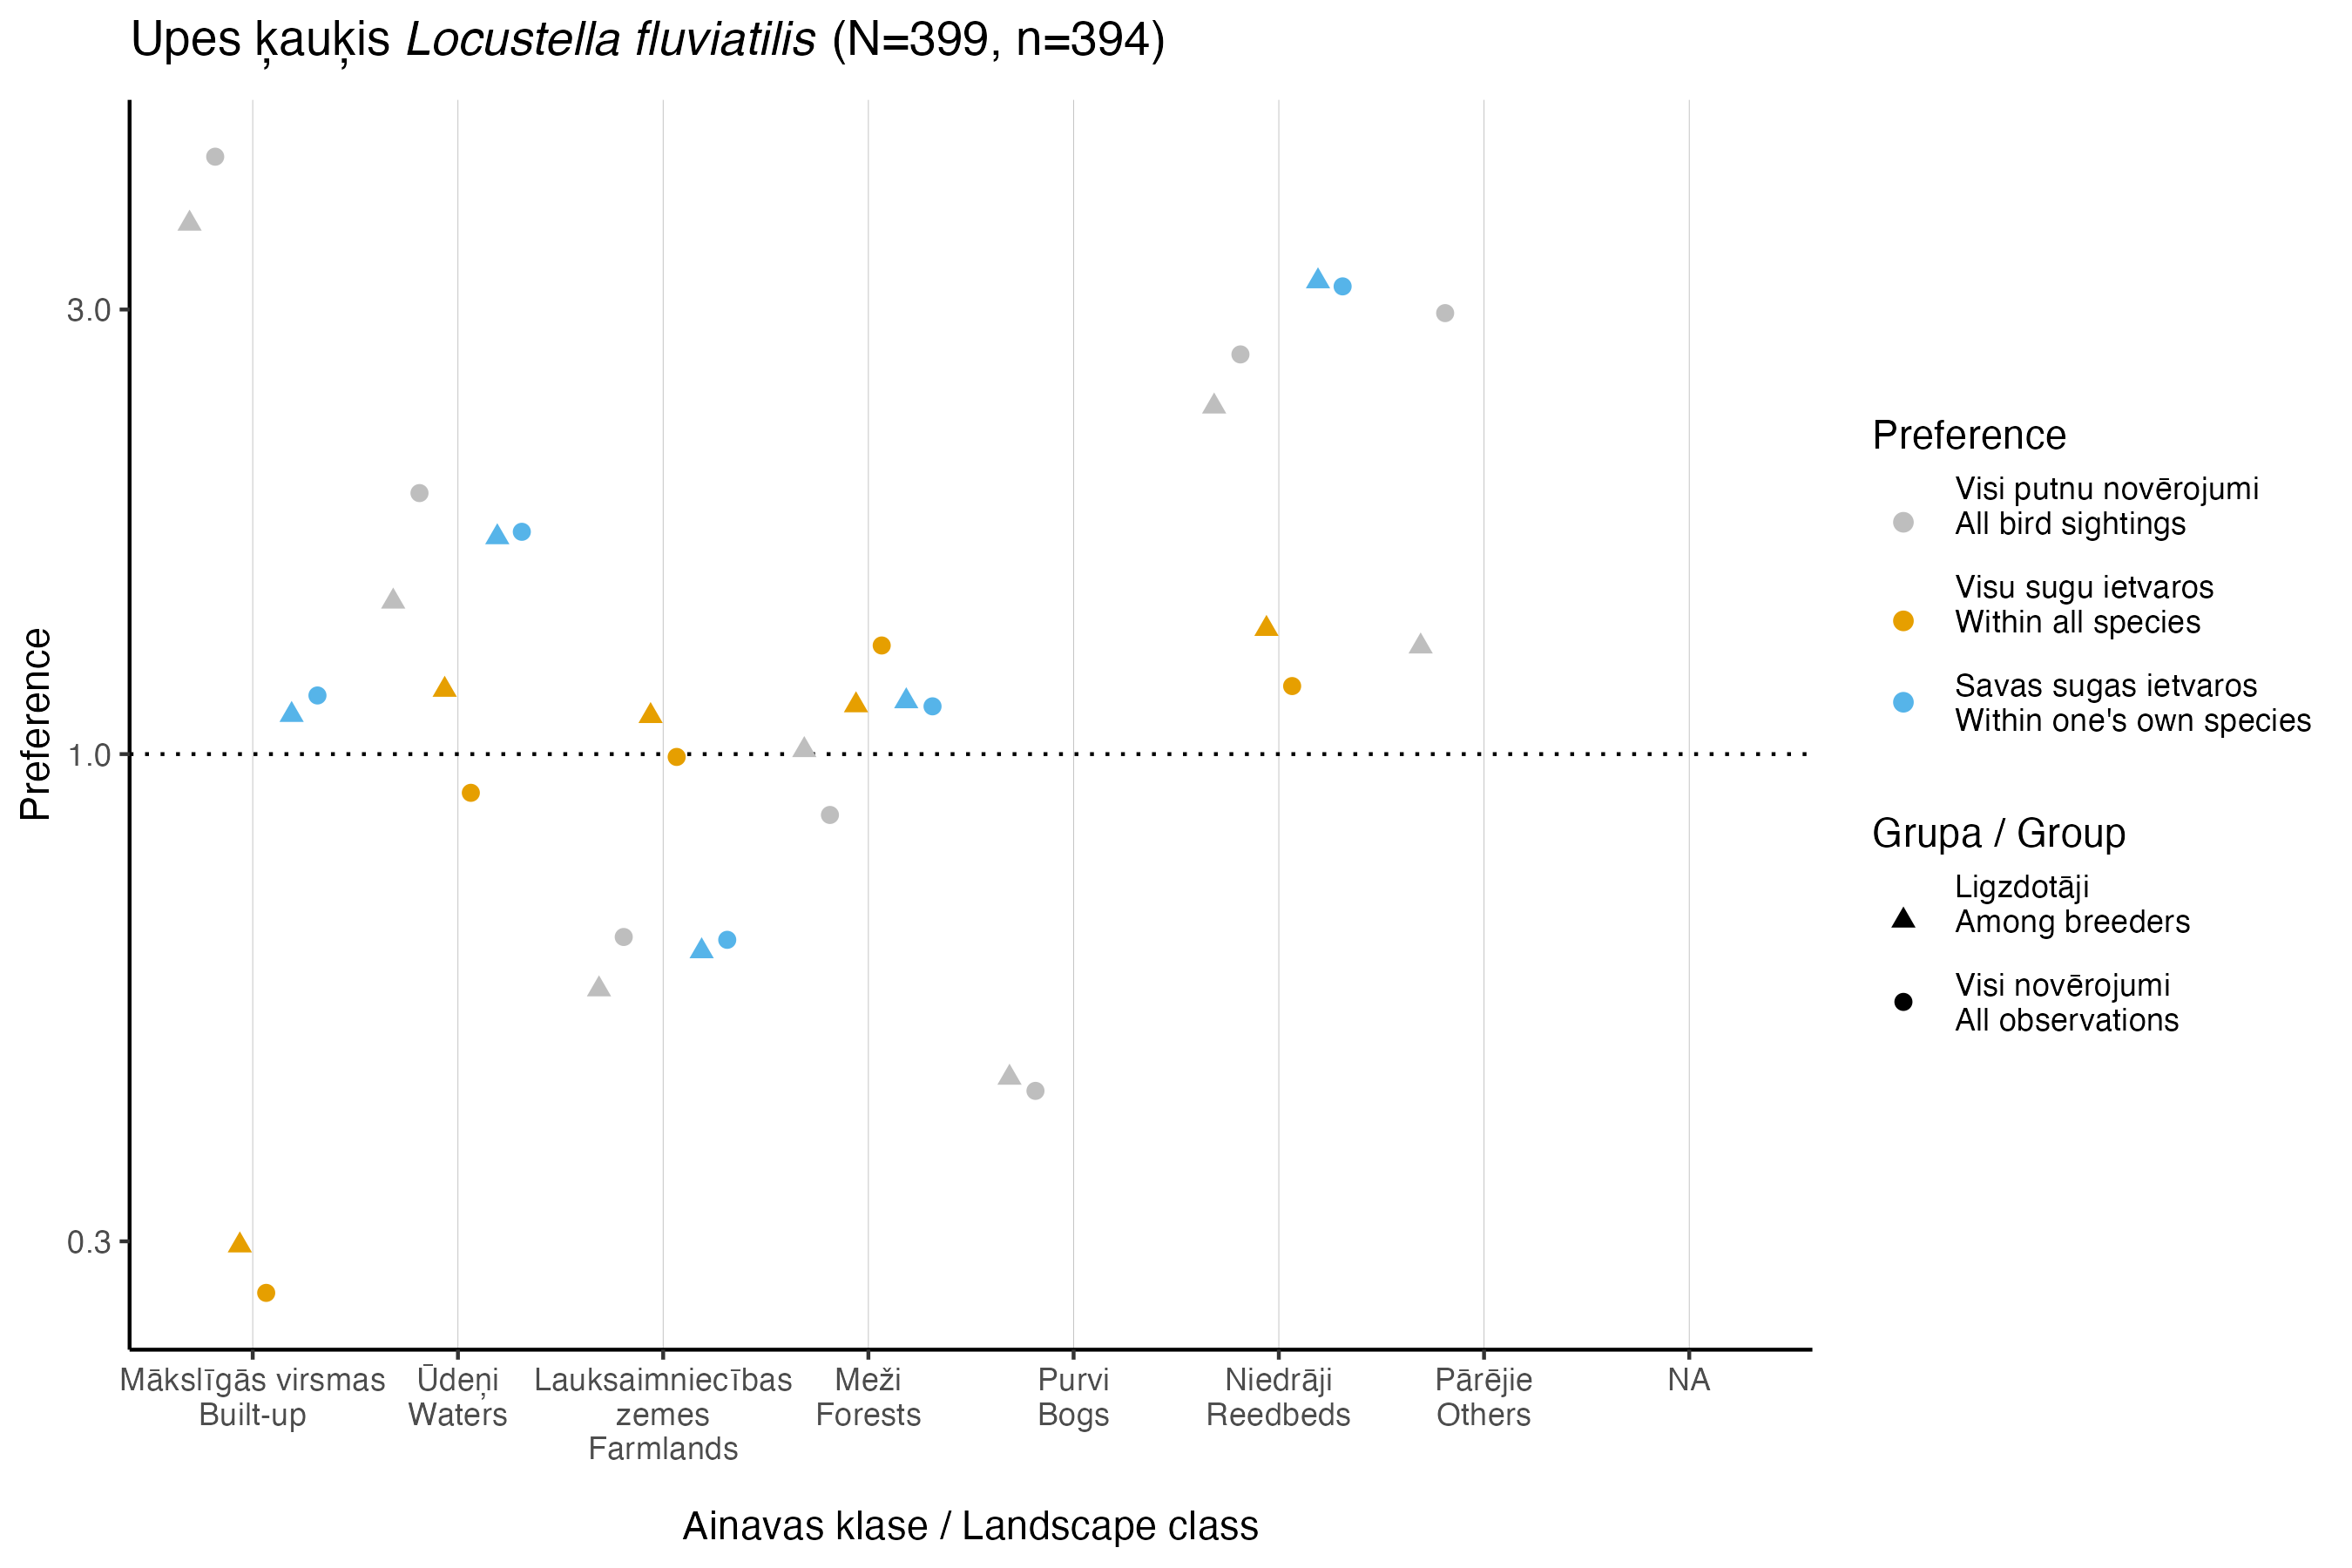 Upes ķauķis Locustella fluviatilis (N=399, n=394)
Preference
3.0
1.0
0.3
Mākslīgās virsmas
Built-up
Ūdeņi
Waters
Lauksaimniecības
zemes
Farmlands
Meži
Forests
Purvi
Bogs
Niedrāji
Reedbeds
Pārējie
Others
NA
Ainavas klase / Landscape class
Preference
Visi putnu novērojumi
All bird sightings
Visu sugu ietvaros
Within all species
Savas sugas ietvaros
Within one's own species
Grupa / Group
Ligzdotāji
Among breeders
Visi novērojumi
All observations